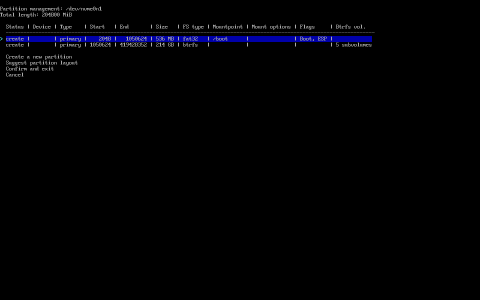 Partition management: /dev/nvme0n1
Total length: 204800 MiB
Status | Device | Type | Start | End | Size | FS type | Mountpoint | Mount options | Flags | Btrfs vol.
> create | | primary | 2048 | 1050624 | 536 MB | fat32 | /boot | | Boot, ESP |
create | | primary | 1050624 | 419428352 | 214 GB | btrfs | | | | 5 subvolumes
Create a new partition
Suggest partition layout
Confirm and exit
Cancel